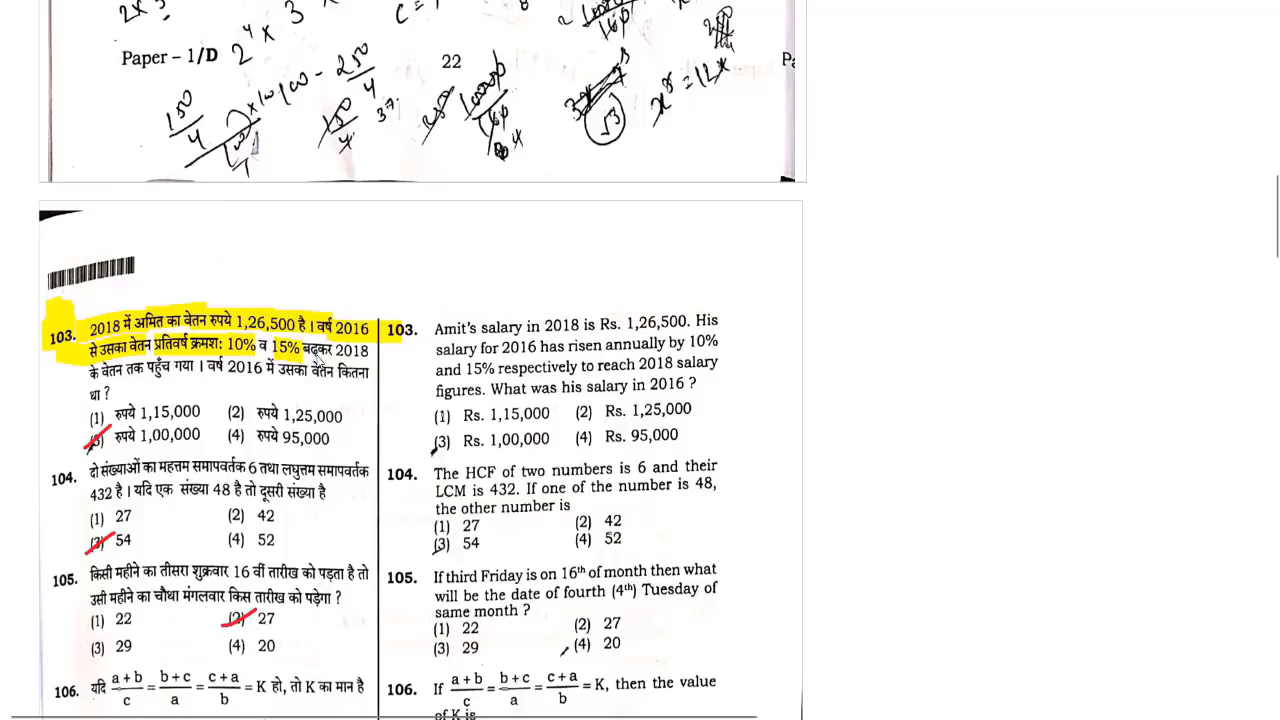 Paper – 1/D
22
103. 2018 में अमित का वेतन रुपये 1,26,500 है। वर्ष 2016
से उसका वेतन प्रतिवर्ष क्रमश: 10% व 15% बढ़कर 2018
के वेतन तक पहुँच गया । वर्ष 2016 में उसका वेतन कितना
था ?
(1) रुपये 1,15,000 (2) रुपये 1,25,000
(3) रुपये 1,00,000 (4) रुपये 95,000
104. दो संख्याओं का महत्तम समापवर्तक 6 तथा लघुत्तम समापवर्तक
432 है । यदि एक संख्या 48 है तो दूसरी संख्या है
(1) 27 (2) 42
(3) 54 (4) 52
105. किसी महीने का तीसरा शुक्रवार 16 वीं तारीख को पड़ता है तो
उसी महीने का चौथा मंगलवार किस तारीख को पड़ेगा ?
(1) 22 (2) 27
(3) 29 (4) 20
106. यदि (a+b)/c = (b+c)/a = (c+a)/b = K हो, तो K का मान है
103. Amit's salary in 2018 is Rs. 1,26,500. His
salary for 2016 has risen annually by 10%
and 15% respectively to reach 2018 salary
figures. What was his salary in 2016 ?
(1) Rs. 1,15,000 (2) Rs. 1,25,000
(3) Rs. 1,00,000 (4) Rs. 95,000
104. The HCF of two numbers is 6 and their
LCM is 432. If one of the number is 48,
the other number is
(1) 27 (2) 42
(3) 54 (4) 52
105. If third Friday is on 16th of month then what
will be the date of fourth (4th) Tuesday of
same month ?
(1) 22 (2) 27
(3) 29 (4) 20
106. If (a+b)/c = (b+c)/a = (c+a)/b = K, then the value
of K is